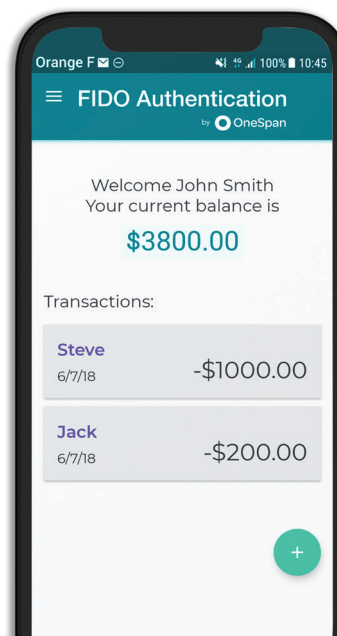 Orange F 4G 100% 10:45
FIDO Authentication
by OneSpan
Welcome John Smith
Your current balance is
$3800.00
Transactions:
Steve
6/7/18 -$1000.00
Jack
6/7/18 -$200.00
+